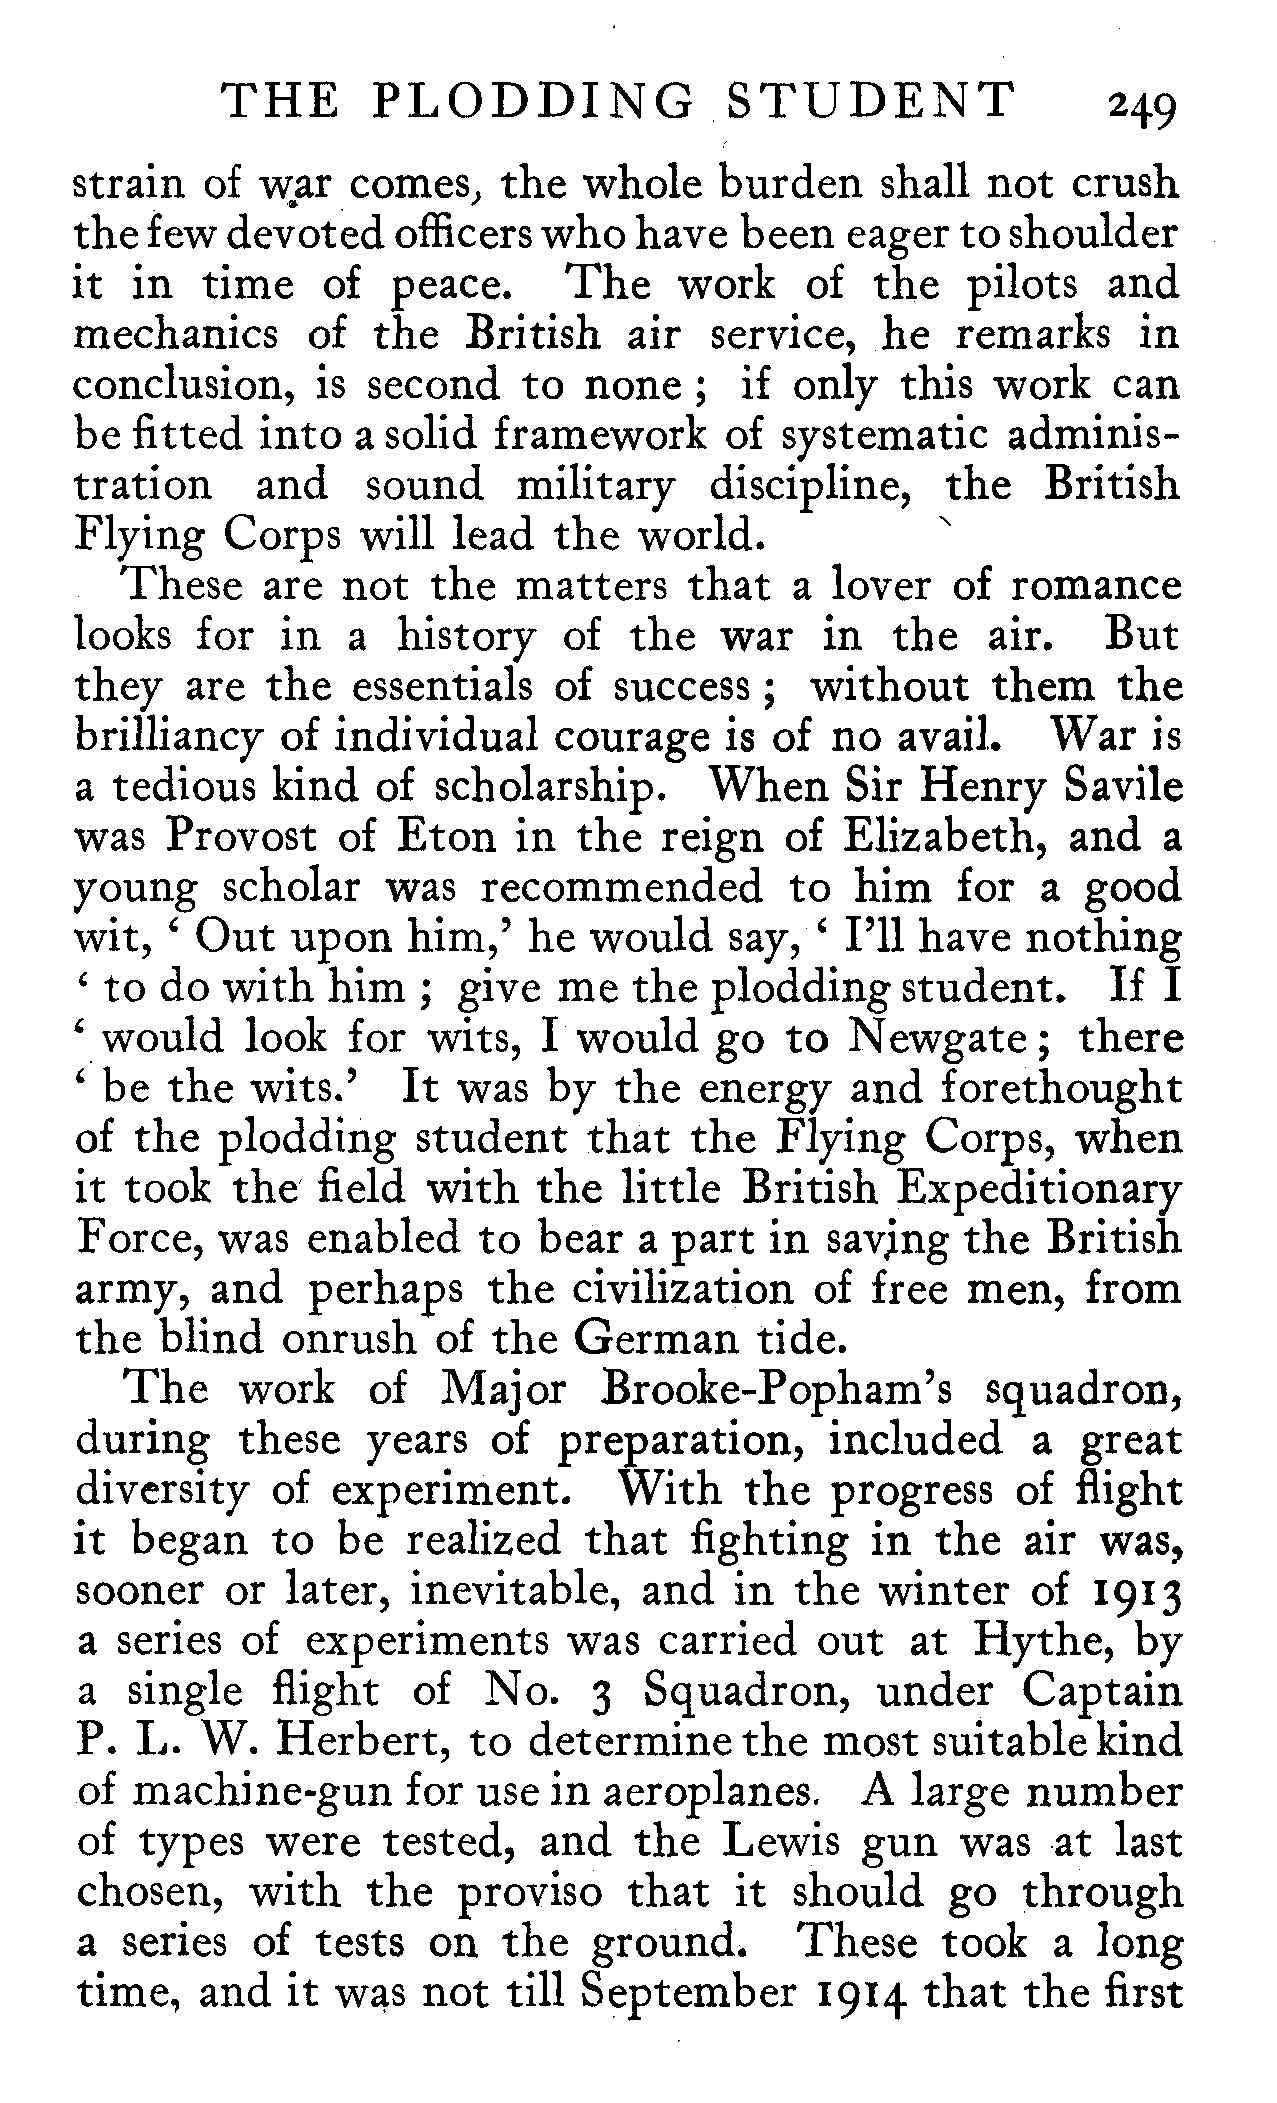 THE PLODDING STUDENT 249
strain of war comes, the whole burden shall not crush
the few devoted officers who have been eager to shoulder
it in time of peace. The work of the pilots and
mechanics of the British air service, he remarks in
conclusion, is second to none ; if only this work can
be fitted into a solid framework of systematic adminis-
tration and sound military discipline, the British
Flying Corps will lead the world.
These are not the matters that a lover of romance
looks for in a history of the war in the air. But
they are the essentials of success ; without them the
brilliancy of individual courage is of no avail. War is
a tedious kind of scholarship. When Sir Henry Savile
was Provost of Eton in the reign of Elizabeth, and a
young scholar was recommended to him for a good
wit, ‘ Out upon him,’ he would say, ‘ I’ll have nothing
‘ to do with him ; give me the plodding student. If I
‘ would look for wits, I would go to Newgate ; there
‘ be the wits.’ It was by the energy and forethought
of the plodding student that the Flying Corps, when
it took the field with the little British Expeditionary
Force, was enabled to bear a part in saving the British
army, and perhaps the civilization of free men, from
the blind onrush of the German tide.
The work of Major Brooke-Popham’s squadron,
during these years of preparation, included a great
diversity of experiment. With the progress of flight
it began to be realized that fighting in the air was,
sooner or later, inevitable, and in the winter of 1913
a series of experiments was carried out at Hythe, by
a single flight of No. 3 Squadron, under Captain
P. L. W. Herbert, to determine the most suitable kind
of machine-gun for use in aeroplanes. A large number
of types were tested, and the Lewis gun was at last
chosen, with the proviso that it should go through
a series of tests on the ground. These took a long
time, and it was not till September 1914 that the first